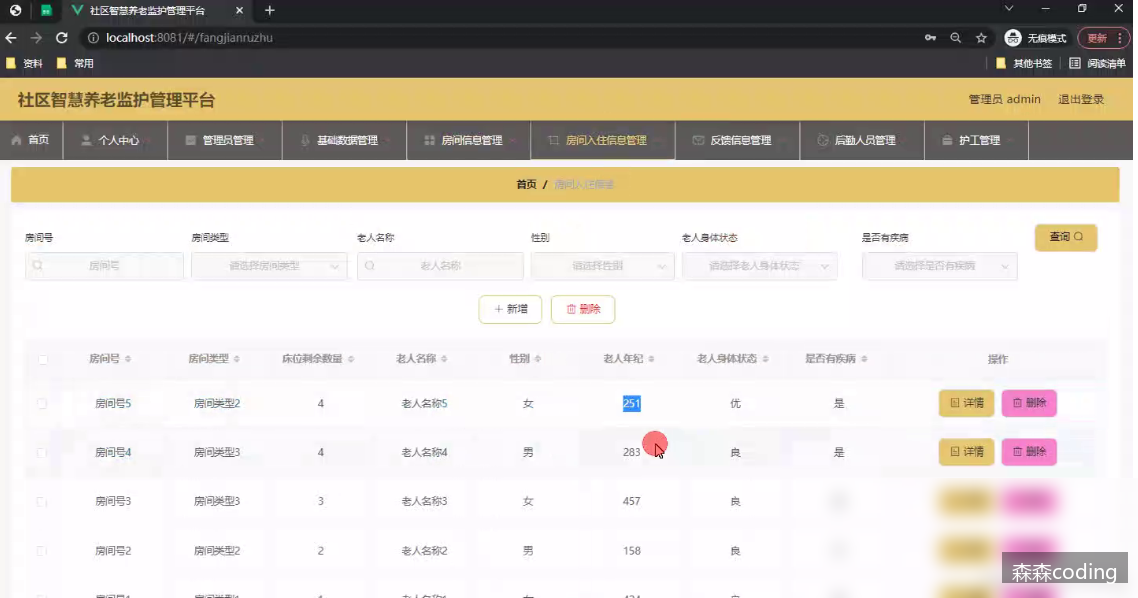 社区智慧养老监护管理平台
localhost:8081/#/fangjianruzhu
无痕模式
更新
资料
常用
其他书签
阅读清单
社区智慧养老监护管理平台
管理员 admin
退出登录
首页
个人中心
管理员管理
基础数据管理
房间信息管理
房间入住信息管理
反馈信息管理
后勤人员管理
护工管理
首页 / 房间入住信息
房间号 房间类型 老人名称 性别 老人身体状态 是否有疾病
查询
房间号 请选择房间类型 老人名称 请选择性别 请选择老人身体状态 请选择是否有疾病
新增 删除
房间号 房间类型 床位剩余数量 老人名称 性别 老人年纪 老人身体状态 是否有疾病 操作
房间号5 房间类型2 4 老人名称5 女 251 优 是 详情 删除
房间号4 房间类型3 4 老人名称4 男 283 良 是 详情 删除
房间号3 房间类型3 3 老人名称3 女 457 良
房间号2 房间类型2 2 老人名称2 男 158 良
森森coding